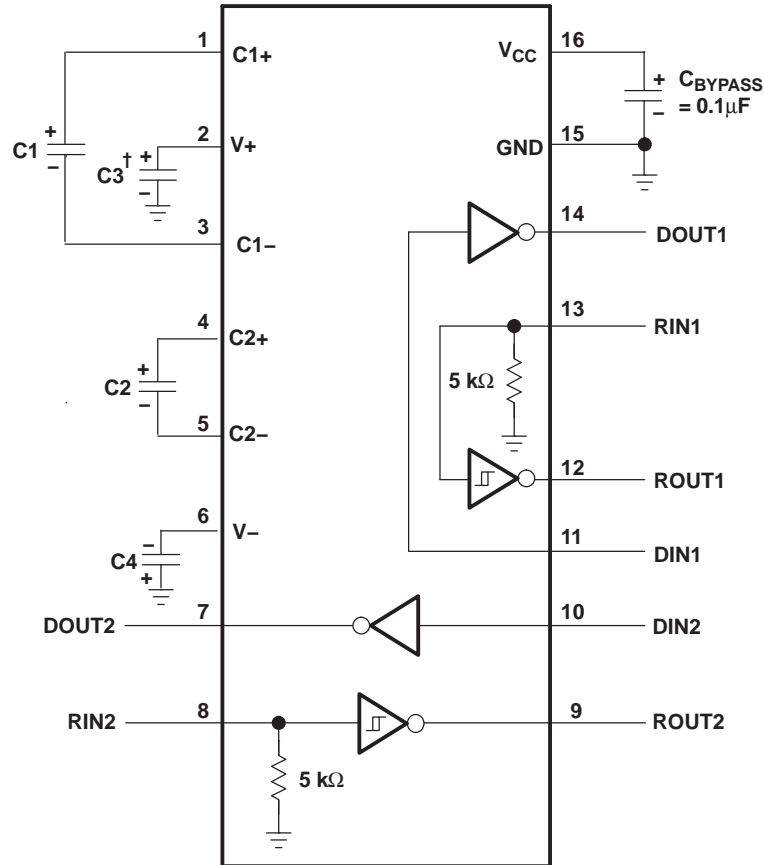 1
C1+
C1
+
–
2
V+
C3†
+
–
3
C1–
4
C2+
C2
+
–
5
C2–
6
V–
C4
–
+
DOUT2
7
RIN2
8
5 kΩ
16
VCC
+
–
CBYPASS
= 0.1μF
15
GND
14
DOUT1
13
RIN1
5 kΩ
12
ROUT1
11
DIN1
10
DIN2
9
ROUT2